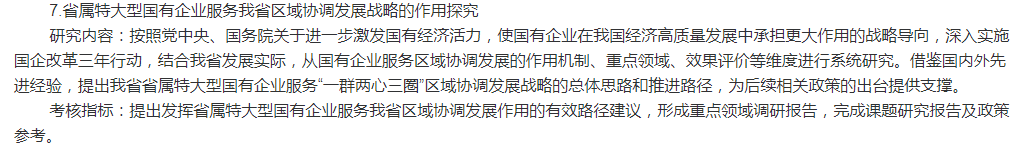 7.省属特大型国有企业服务我省区域协调发展战略的作用探究
研究内容：按照党中央、国务院关于进一步激发国有经济活力，使国有企业在我国经济高质量发展中承担更大作用的战略导向，深入实施
国企改革三年行动，结合我省发展实际，从国有企业服务区域协调发展的作用机制、重点领域、效果评价等维度进行系统研究。借鉴国内外先
进经验，提出我省省属特大型国有企业服务“一群两心三圈”区域协调发展战略的总体思路和推进路径，为后续相关政策的出台提供支撑。
考核指标：提出发挥省属特大型国有企业服务我省区域协调发展作用的有效路径建议，形成重点领域调研报告，完成课题研究报告及政策
参考。